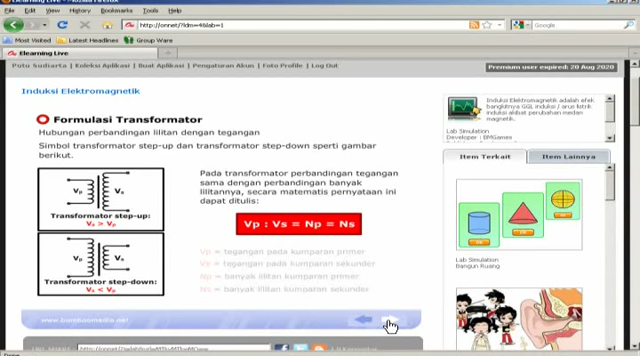 File Edit View History Bookmarks Tools Help
http://onnet/?ldm=4&lab=1
Google
Most Visited Latest Headlines Group Ware
Elearning Live
Putu Sudiarta | Koleksi Aplikasi | Buat Aplikasi | Pengaturan Akun | Foto Profile | Log Out
Premium user expired: 20 Aug 2020
Induksi Elektromagnetik
Formulasi Transformator
Hubungan perbandingan lilitan dengan tegangan
Simbol transformator step-up dan transformator step-down sperti gambar
berikut.
Vp Vs
Transformator step-up:
Vs > Vp
Vp Vs
Transformator step-down:
Vs < Vp
Pada transformator perbandingan tegangan
sama dengan perbandingan banyak
lilitannya, secara matematis pernyataan ini
dapat ditulis:
Vp : Vs = Np = Ns
Vp = tegangan pada kumparan primer
Vs = tegangan pada kumparan sekunder
Np = banyak lilitan kumparan primer
Ns = banyak lilitan kumparan sekunder
www.bamboomedia.net
Induksi Elektromagnetik adalah efek
bangkitnya GGL induksi / arus listrik
induksi akibat perubahan medan
magnetik.
Lab Simulation
Developer : BMGames
Item Terkait Item Lainnya
Lab Simulation
Bangun Ruang
Done